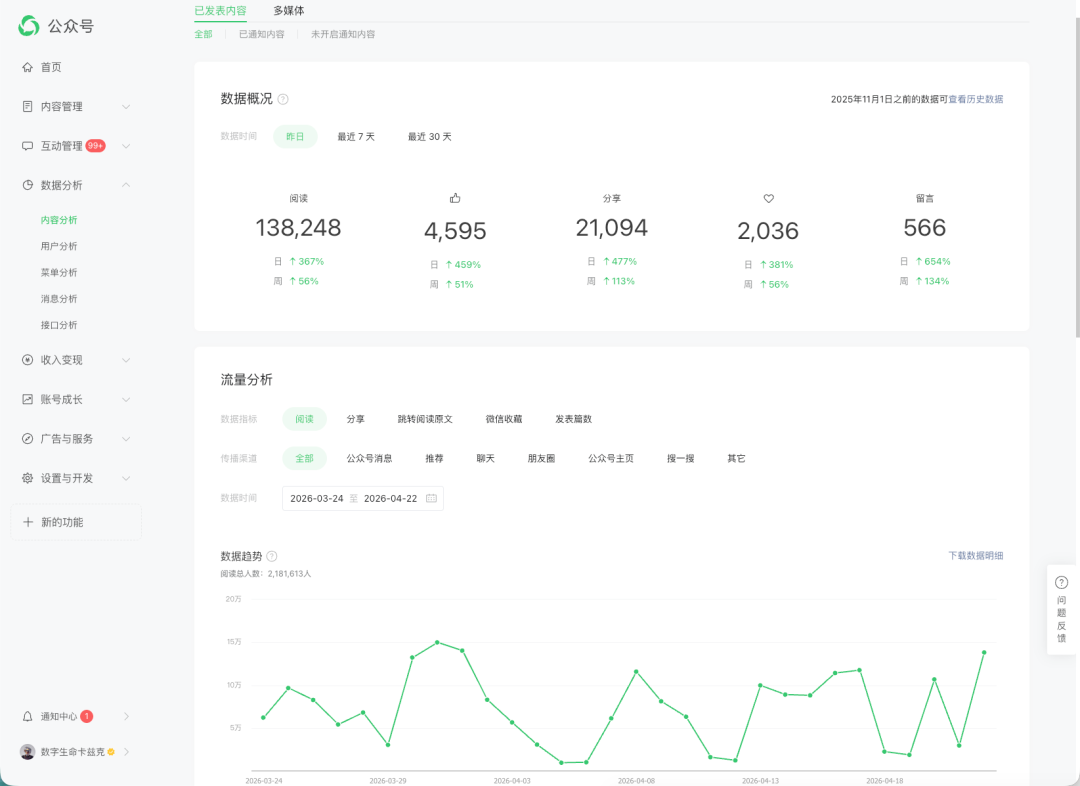 公众号
首页
内容管理
互动管理 99+
数据分析
内容分析
用户分析
菜单分析
消息分析
接口分析
收入变现
账号成长
广告与服务
设置与开发
新的功能
通知中心 1
数字生命卡兹克
已发表内容 多媒体
全部 已通知内容 未开启通知内容
数据概况 ?
2025年11月1日之前的数据可查看历史数据
数据时间 昨日 最近 7 天 最近 30 天
阅读 分享 留言
138,248 4,595 21,094 2,036 566
日 ↑ 367% 日 ↑ 459% 日 ↑ 477% 日 ↑ 381% 日 ↑ 654%
周 ↑ 56% 周 ↑ 51% 周 ↑ 113% 周 ↑ 56% 周 ↑ 134%
流量分析
数据指标 阅读 分享 跳转阅读原文 微信收藏 发表篇数
传播渠道 全部 公众号消息 推荐 聊天 朋友圈 公众号主页 搜一搜 其它
数据时间 2026-03-24 至 2026-04-22
数据趋势 ?
下载数据明细
阅读总人数：2,181,613人
20万
15万
10万
5万
2026-03-24 2026-03-29 2026-04-03 2026-04-08 2026-04-13 2026-04-18
?
问
题
反
馈